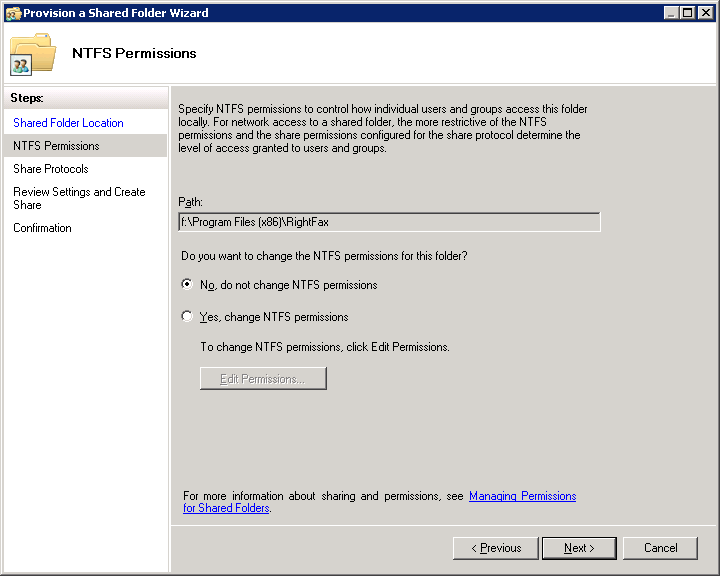 Provision a Shared Folder Wizard
NTFS Permissions
Steps:
Shared Folder Location
NTFS Permissions
Share Protocols
Review Settings and Create
Share
Confirmation
Specify NTFS permissions to control how individual users and groups access this folder
locally. For network access to a shared folder, the more restrictive of the NTFS
permissions and the share permissions configured for the share protocol determine the
level of access granted to users and groups.
Path:
f:\Program Files (x86)\RightFax
Do you want to change the NTFS permissions for this folder?
No, do not change NTFS permissions
Yes, change NTFS permissions
To change NTFS permissions, click Edit Permissions.
Edit Permissions...
For more information about sharing and permissions, see Managing Permissions
for Shared Folders.
< Previous
Next >
Cancel